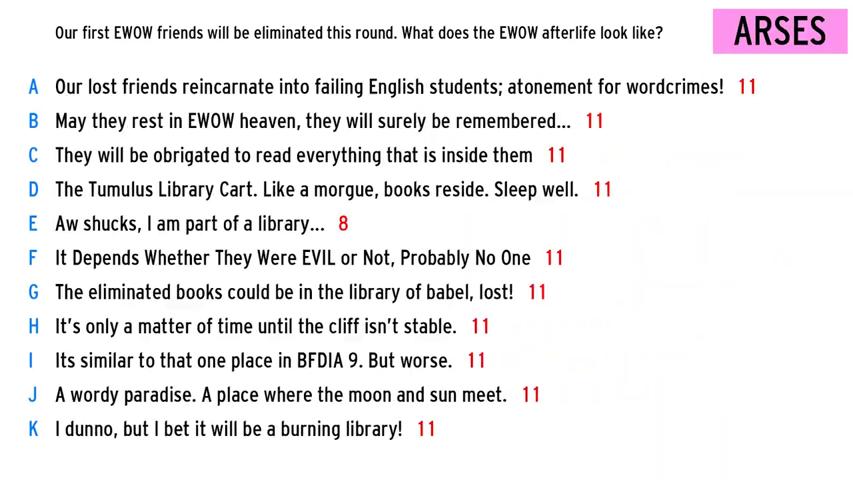 Our first EWOW friends will be eliminated this round. What does the EWOW afterlife look like?
ARSES
A Our lost friends reincarnate into failing English students; atonement for wordcrimes! 11
B May they rest in EWOW heaven, they will surely be remembered... 11
C They will be obrigated to read everything that is inside them 11
D The Tumulus Library Cart. Like a morgue, books reside. Sleep well. 11
E Aw shucks, I am part of a library... 8
F It Depends Whether They Were EVIL or Not, Probably No One 11
G The eliminated books could be in the library of babel, lost! 11
H It's only a matter of time until the cliff isn't stable. 11
I Its similar to that one place in BFDIA 9. But worse. 11
J A wordy paradise. A place where the moon and sun meet. 11
K I dunno, but I bet it will be a burning library! 11